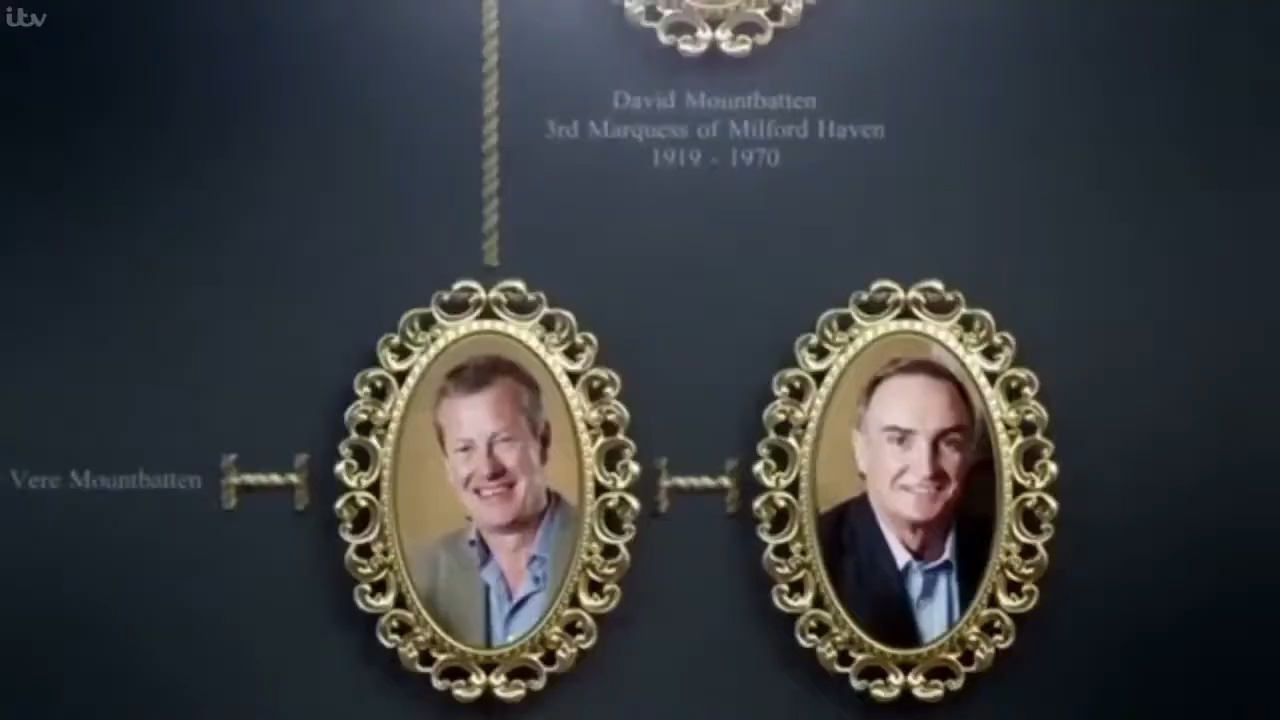 itv
David Mountbatten
3rd Marquess of Milford Haven
1919 - 1970
Vere Mountbatten